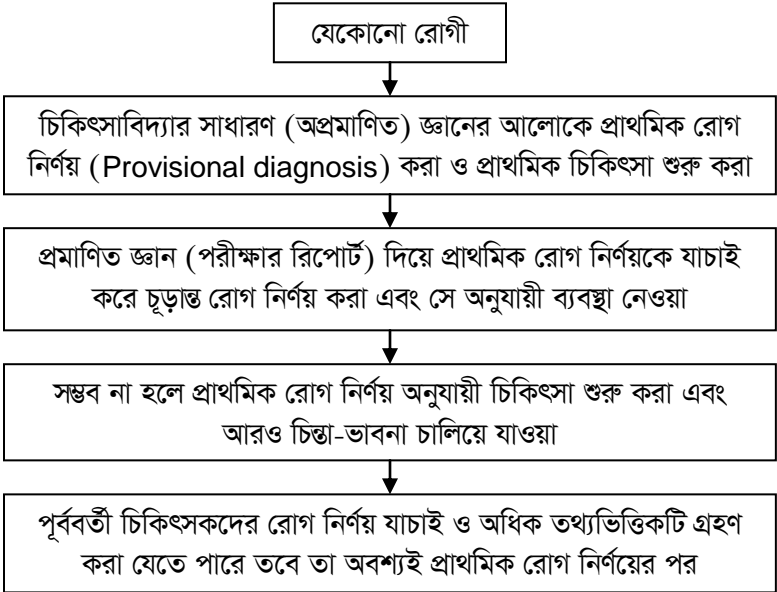 যেকোনো রোগী
চিকিৎসাবিদ্যার সাধারণ (অপ্রমাণিত) জ্ঞানের আলোকে প্রাথমিক রোগ
নির্ণয় (Provisional diagnosis) করা ও প্রাথমিক চিকিৎসা শুরু করা
প্রমাণিত জ্ঞান (পরীক্ষার রিপোর্ট) দিয়ে প্রাথমিক রোগ নির্ণয়কে যাচাই
করে চূড়ান্ত রোগ নির্ণয় করা এবং সে অনুযায়ী ব্যবস্থা নেওয়া
সম্ভব না হলে প্রাথমিক রোগ নির্ণয় অনুযায়ী চিকিৎসা শুরু করা এবং
আরও চিন্তা-ভাবনা চালিয়ে যাওয়া
পূর্ববর্তী চিকিৎসকদের রোগ নির্ণয় যাচাই ও অধিক তথ্যভিত্তিকটি গ্রহণ
করা যেতে পারে তবে তা অবশ্যই প্রাথমিক রোগ নির্ণয়ের পর